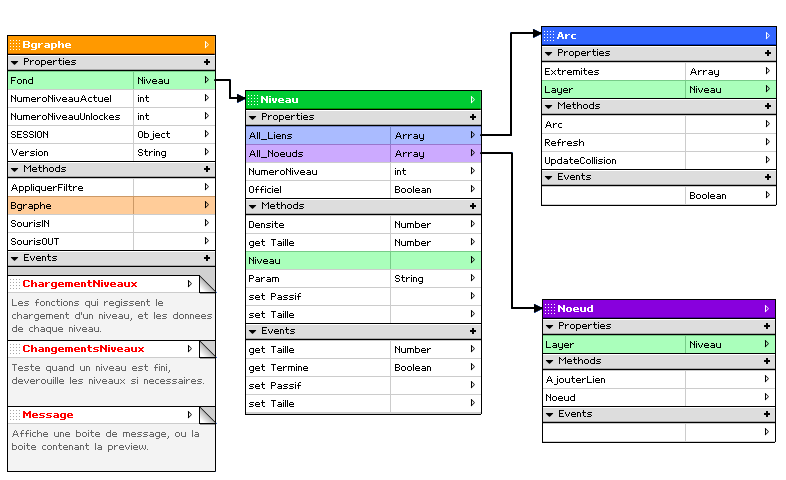 Bgraphe
Properties
Fond Niveau
NumeroNiveauActuel int
NumeroNiveauUnlockes int
SESSION Object
Version String
Methods
AppliquerFiltre
Bgraphe
SourisIN
SourisOUT
Events
ChargementNiveaux
Les fonctions qui regissent le
chargement d'un niveau, et les donnees
de chaque niveau.
ChangementsNiveaux
Teste quand un niveau est fini,
deverouille les niveaux si necessaires.
Message
Affiche une boite de message, ou la
boite contenant la preview.
Niveau
Properties
All_Liens Array
All_Noeuds Array
NumeroNiveau int
Officiel Boolean
Methods
Densite Number
get Taille Number
Niveau
Param String
set Passif
set Taille
Events
get Taille Number
get Termine Boolean
set Passif
set Taille
Arc
Properties
Extremites Array
Layer Niveau
Methods
Arc
Refresh
UpdateCollision
Events
Boolean
Noeud
Properties
Layer Niveau
Methods
AjouterLien
Noeud
Events